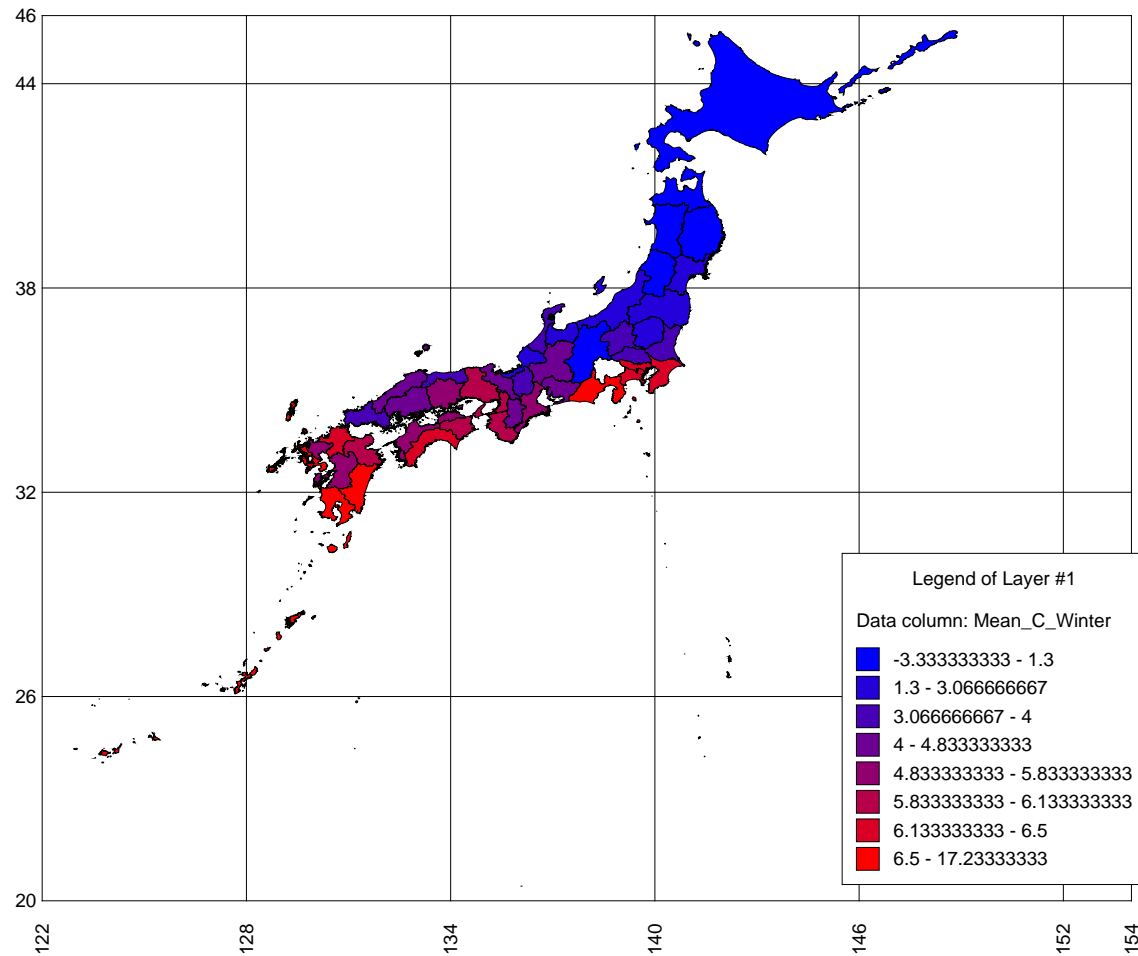 46
44
38
32
26
20
122
128
134
140
146
152
154
Legend of Layer #1
Data column: Mean_C_Winter
-3.333333333 - 1.3
1.3 - 3.066666667
3.066666667 - 4
4 - 4.833333333
4.833333333 - 5.833333333
5.833333333 - 6.133333333
6.133333333 - 6.5
6.5 - 17.23333333